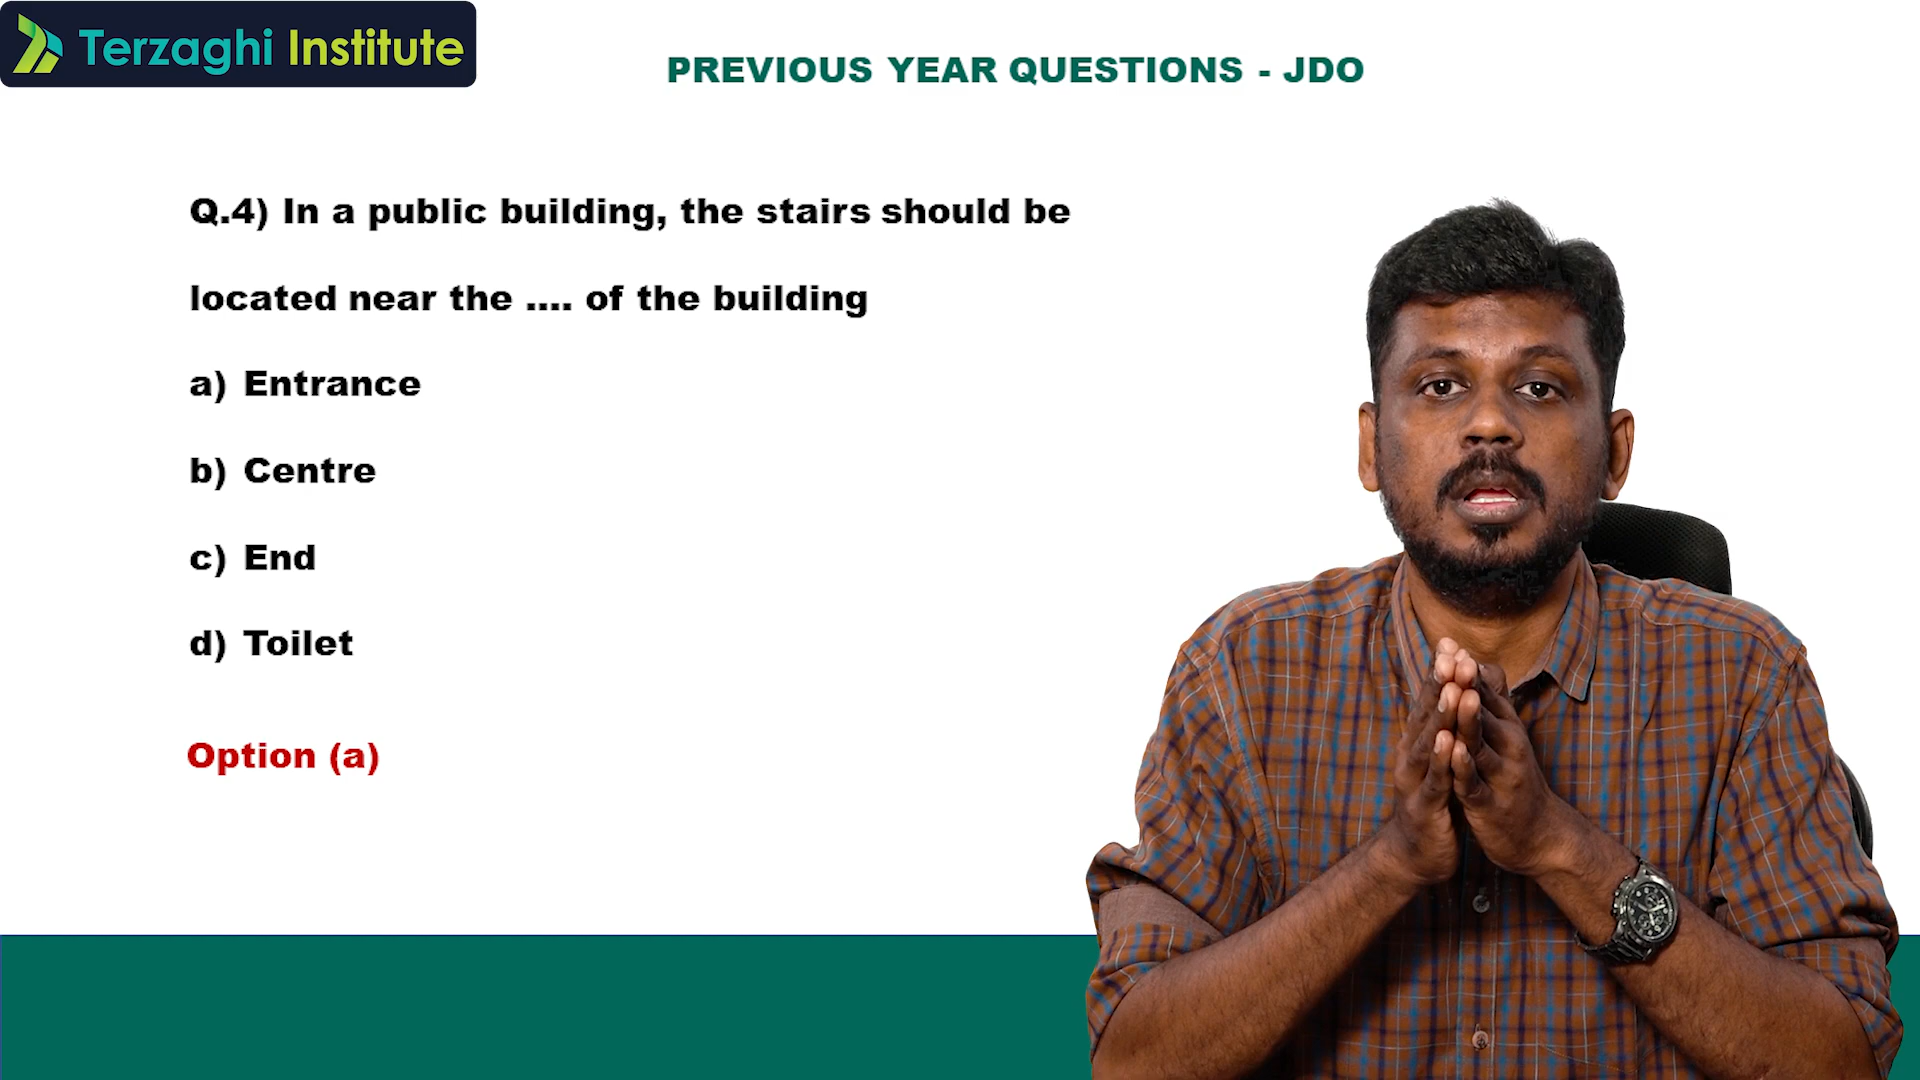 Terzaghi Institute
PREVIOUS YEAR QUESTIONS - JDO
Q.4) In a public building, the stairs should be
located near the .... of the building
a) Entrance
b) Centre
c) End
d) Toilet
Option (a)